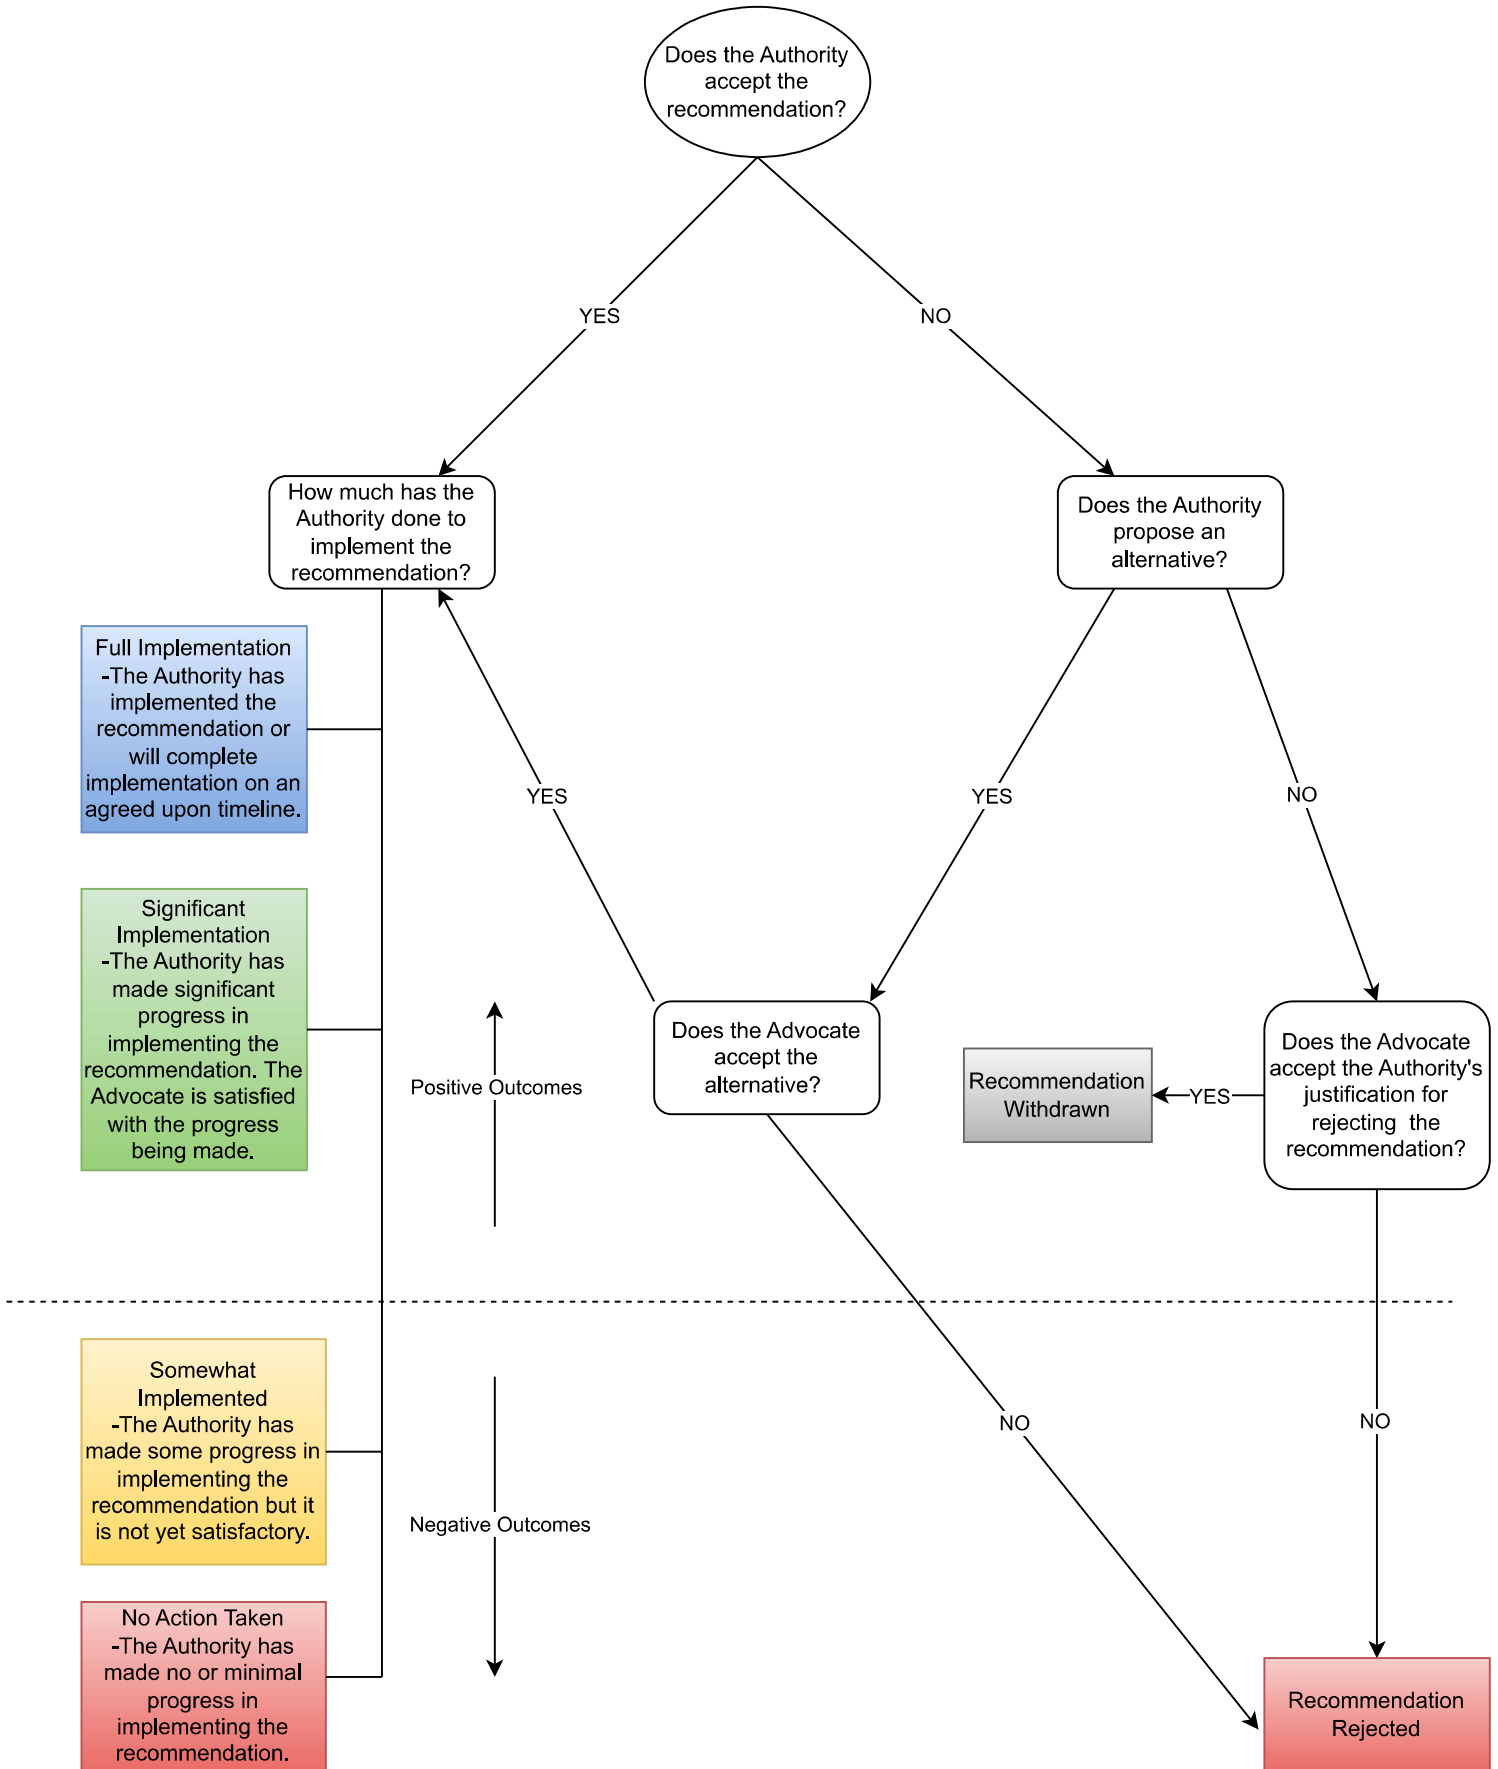 Does the Authority
accept the
recommendation?
YES
NO
How much has the
Authority done to
implement the
recommendation?
Does the Authority
propose an
alternative?
Full Implementation
-The Authority has
implemented the
recommendation or
will complete
implementation on an
agreed upon timeline.
YES
YES
NO
Significant
Implementation
-The Authority has
made significant
progress in
implementing the
recommendation. The
Advocate is satisfied
with the progress
being made.
Positive Outcomes
Does the Advocate
accept the
alternative?
Recommendation
Withdrawn
YES
Does the Advocate
accept the Authority's
justification for
rejecting the
recommendation?
Somewhat
Implemented
-The Authority has
made some progress in
implementing the
recommendation but it
is not yet satisfactory.
NO
NO
Negative Outcomes
No Action Taken
-The Authority has
made no or minimal
progress in
implementing the
recommendation.
Recommendation
Rejected